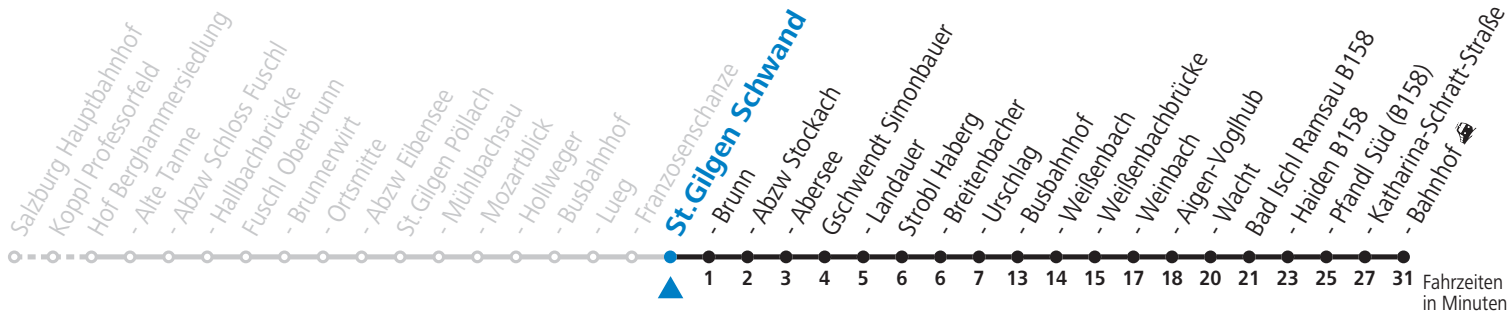 Salzburg Hauptbahnhof
Koppl Professorfeld
Hof Berghammersiedlung
- Alte Tanne
- Abzw Schloss Fuschl
- Hallbachbrücke
Fuschl Oberbrunn
- Brunnenwirt
- Ortsmitte
- Abzw Eibensee
St.Gilgen Pöllach
- Mühlbachsau
- Mozartblick
- Hollweger
- Busbahnhof
- Lueg
- Franzosenschanze
St.Gilgen Schwand
- Brunn
- Abzw Stockach
- Abersee
Gschwendt Simonbauer
- Landauer
Strobl Haberg
- Breitenbacher
- Urschlag
- Busbahnhof
- Weißenbach
- Weißenbachbrücke
- Weinbach
- Aigen-Voglhub
- Wacht
Bad Ischl Ramsau B158
- Haiden B158
- Pfandl Süd (B158)
- Katharina-Schratt-Straße
- Bahnhof
1 2 3 4 5 6 6 7 13 14 15 17 18 20 21 23 25 27 31
Fahrzeiten
in Minuten